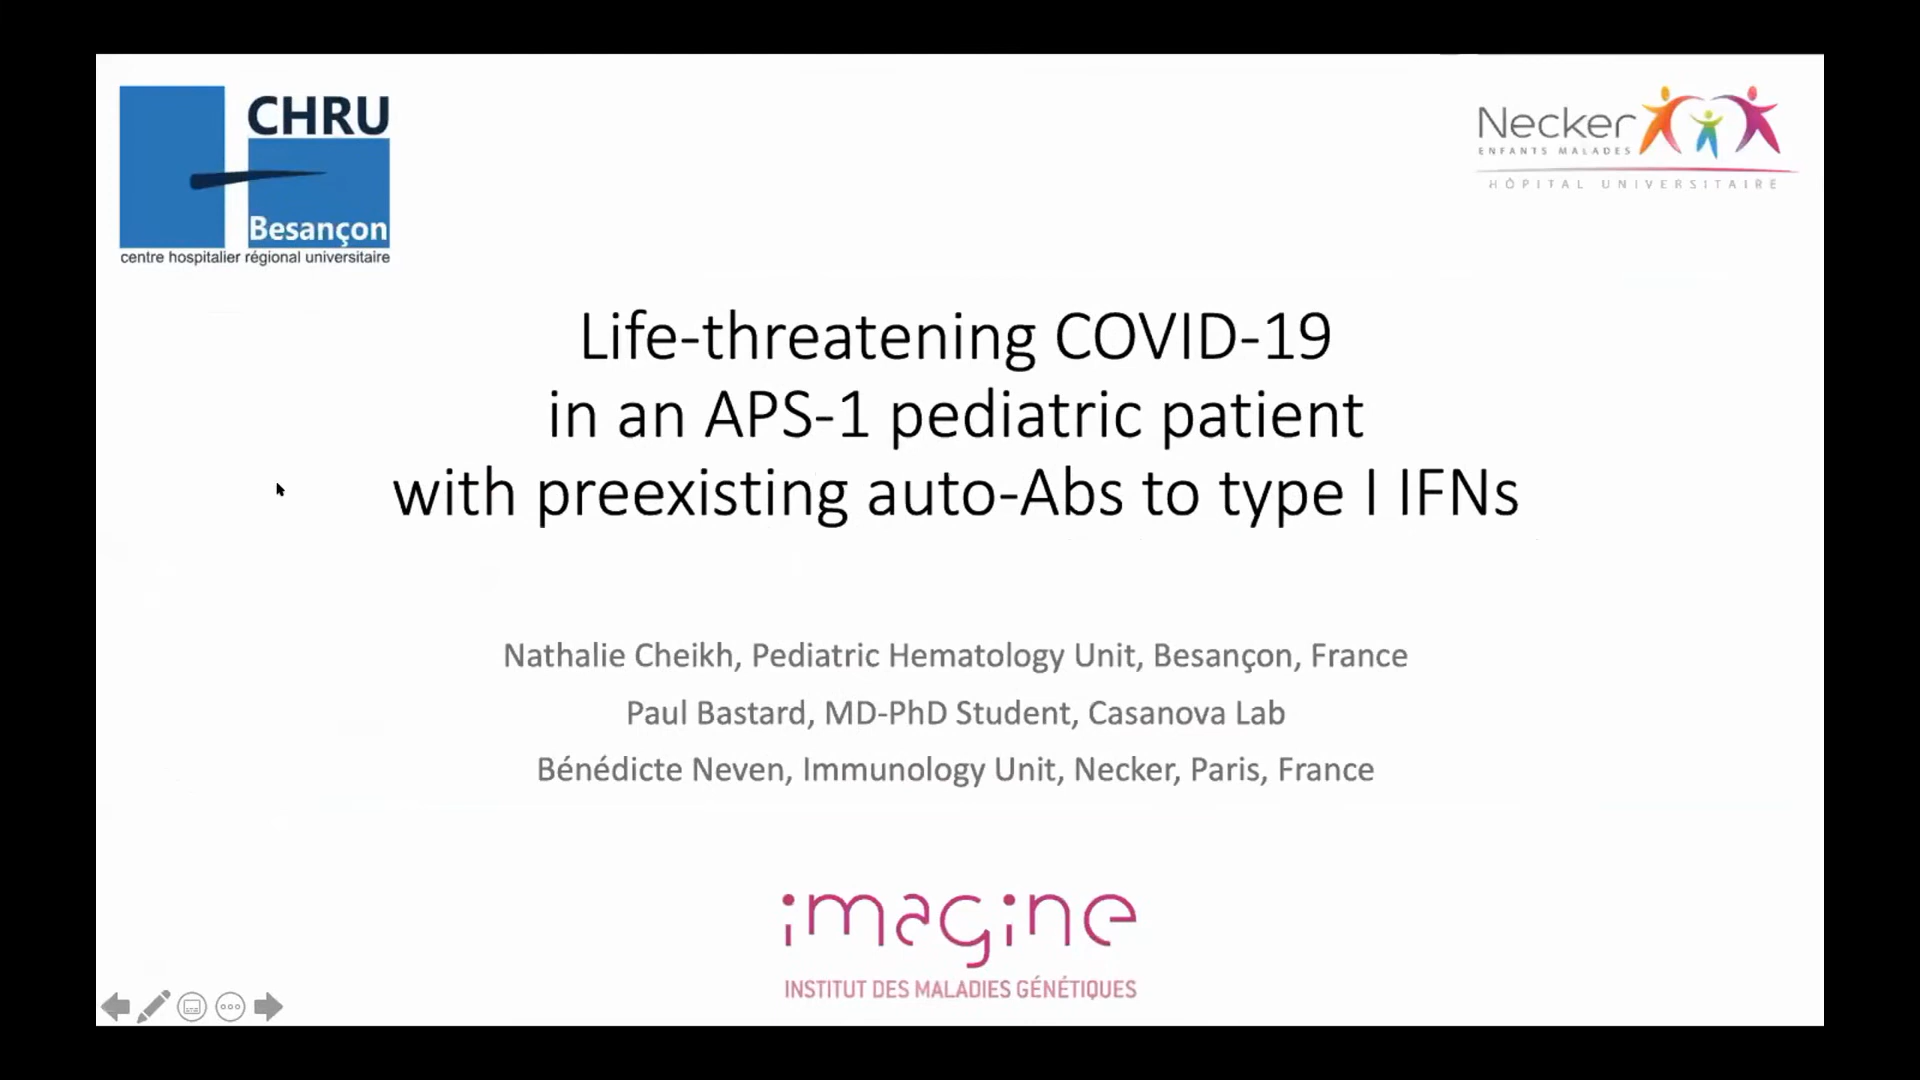 CHRU
Besançon
centre hospitalier régional universitaire
Necker
ENFANTS MALADES
HÔPITAL UNIVERSITAIRE
Life-threatening COVID-19
in an APS-1 pediatric patient
with preexisting auto-Abs to type I IFNs
Nathalie Cheikh, Pediatric Hematology Unit, Besançon, France
Paul Bastard, MD-PhD Student, Casanova Lab
Bénédicte Neven, Immunology Unit, Necker, Paris, France
imagine
INSTITUT DES MALADIES GÉNÉTIQUES